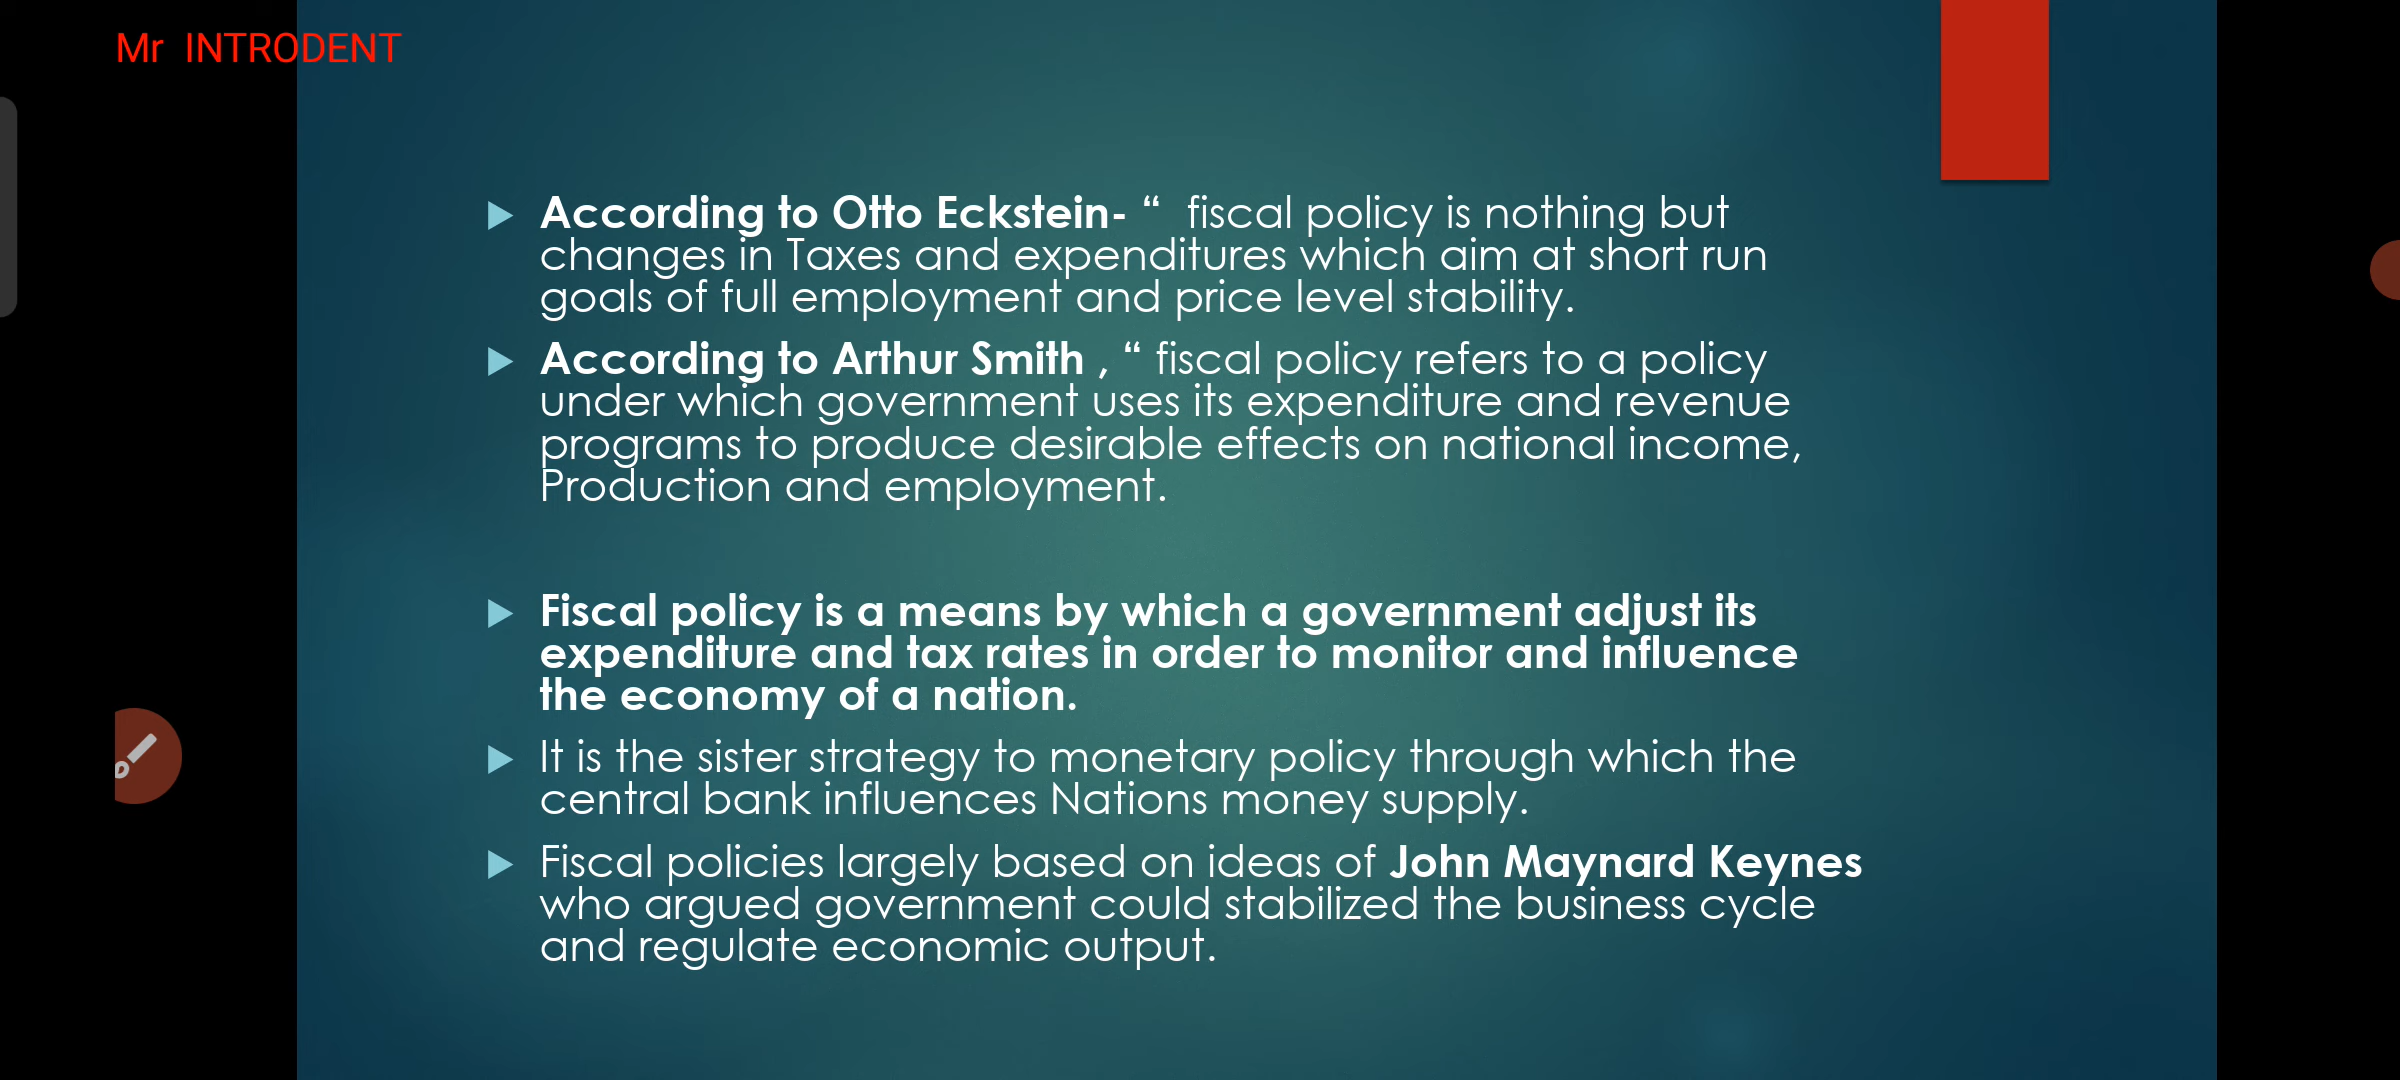 Mr INTRODENT
According to Otto Eckstein- “ fiscal policy is nothing but
changes in Taxes and expenditures which aim at short run
goals of full employment and price level stability.
According to Arthur Smith , “ fiscal policy refers to a policy
under which government uses its expenditure and revenue
programs to produce desirable effects on national income,
Production and employment.
Fiscal policy is a means by which a government adjust its
expenditure and tax rates in order to monitor and influence
the economy of a nation.
It is the sister strategy to monetary policy through which the
central bank influences Nations money supply.
Fiscal policies largely based on ideas of John Maynard Keynes
who argued government could stabilized the business cycle
and regulate economic output.